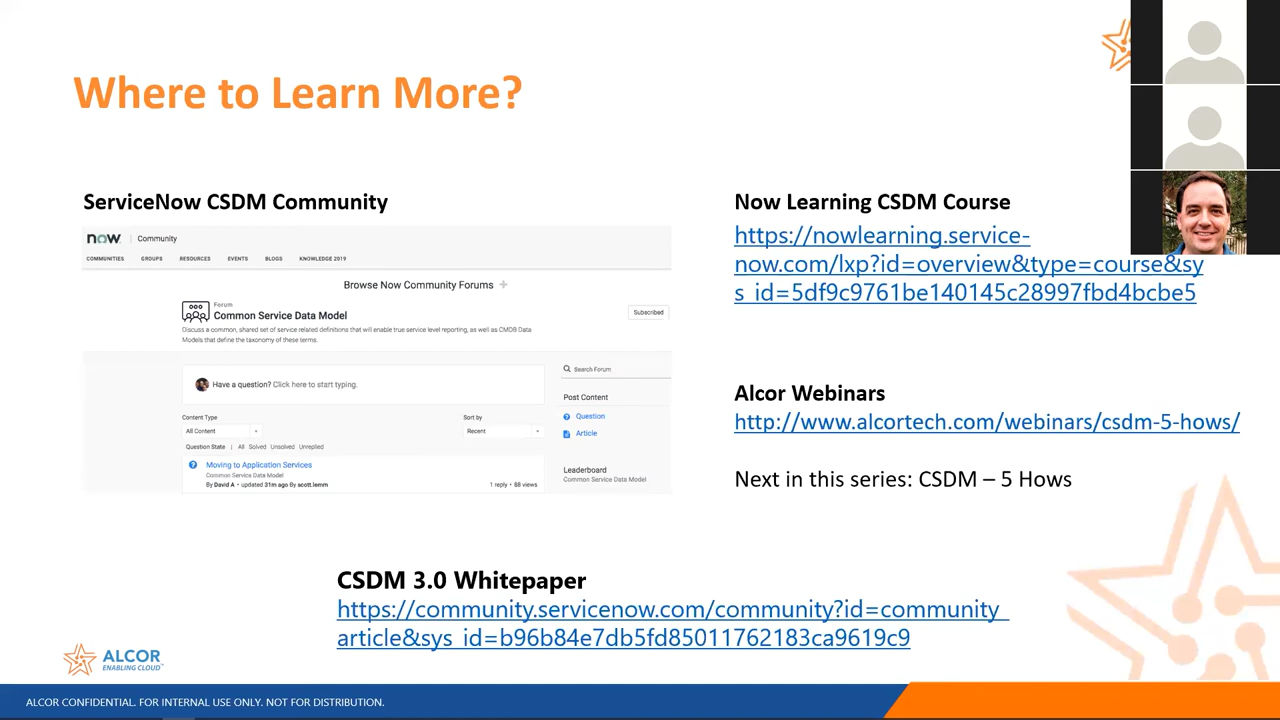 Where to Learn More?
ServiceNow CSDM Community
now. Community
COMMUNITIES GROUPS RESOURCES EVENTS BLOGS KNOWLEDGE 2019
Browse Now Community Forums +
Forum
Common Service Data Model
Subscribed
Discuss a common, shared set of service related definitions that will enable true service level reporting, as well as CMDB Data
Models that define the taxonomy of these terms.
Have a question? Click here to start typing.
Search Forum
Post Content
Content Type
Sort by
Question
All Content
Recent
Article
Question State | All Solved Unsolved Unreplied
Moving to Application Services
Common Service Data Model
By David A • updated 31m ago By scott.lemm
1 reply • 88 views
Leaderboard
Common Service Data Model
Now Learning CSDM Course
https://nowlearning.service-
now.com/lxp?id=overview&type=course&sy
s_id=5df9c9761be140145c28997fbd4bcbe5
Alcor Webinars
http://www.alcortech.com/webinars/csdm-5-hows/
Next in this series: CSDM – 5 Hows
CSDM 3.0 Whitepaper
https://community.servicenow.com/community?id=community_
article&sys_id=b96b84e7db5fd85011762183ca9619c9
ALCOR
ENABLING CLOUD™
ALCOR CONFIDENTIAL. FOR INTERNAL USE ONLY. NOT FOR DISTRIBUTION.